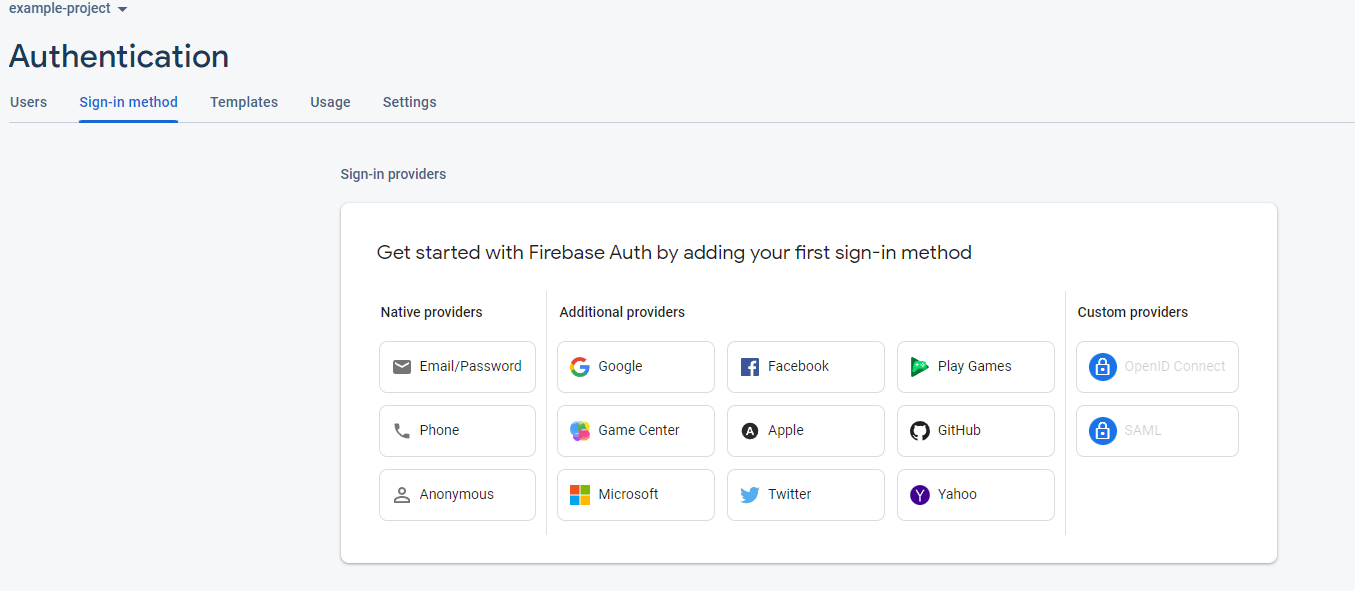 example-project
Authentication
Users Sign-in method Templates Usage Settings
Sign-in providers
Get started with Firebase Auth by adding your first sign-in method
Native providers Additional providers Custom providers
Email/Password Google Facebook Play Games OpenID Connect
Phone Game Center Apple GitHub SAML
Anonymous Microsoft Twitter Yahoo